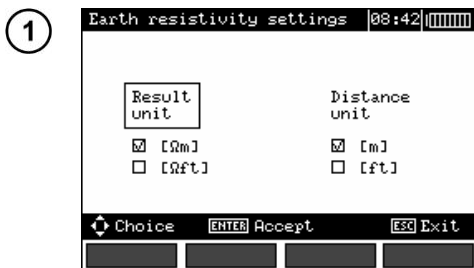 1
Earth resistivity settings 08:42
Result unit
Distance unit
☑ [Ωm]
☑ [m]
☐ [Ωft]
☐ [ft]
Choice ENTER Accept ESC Exit